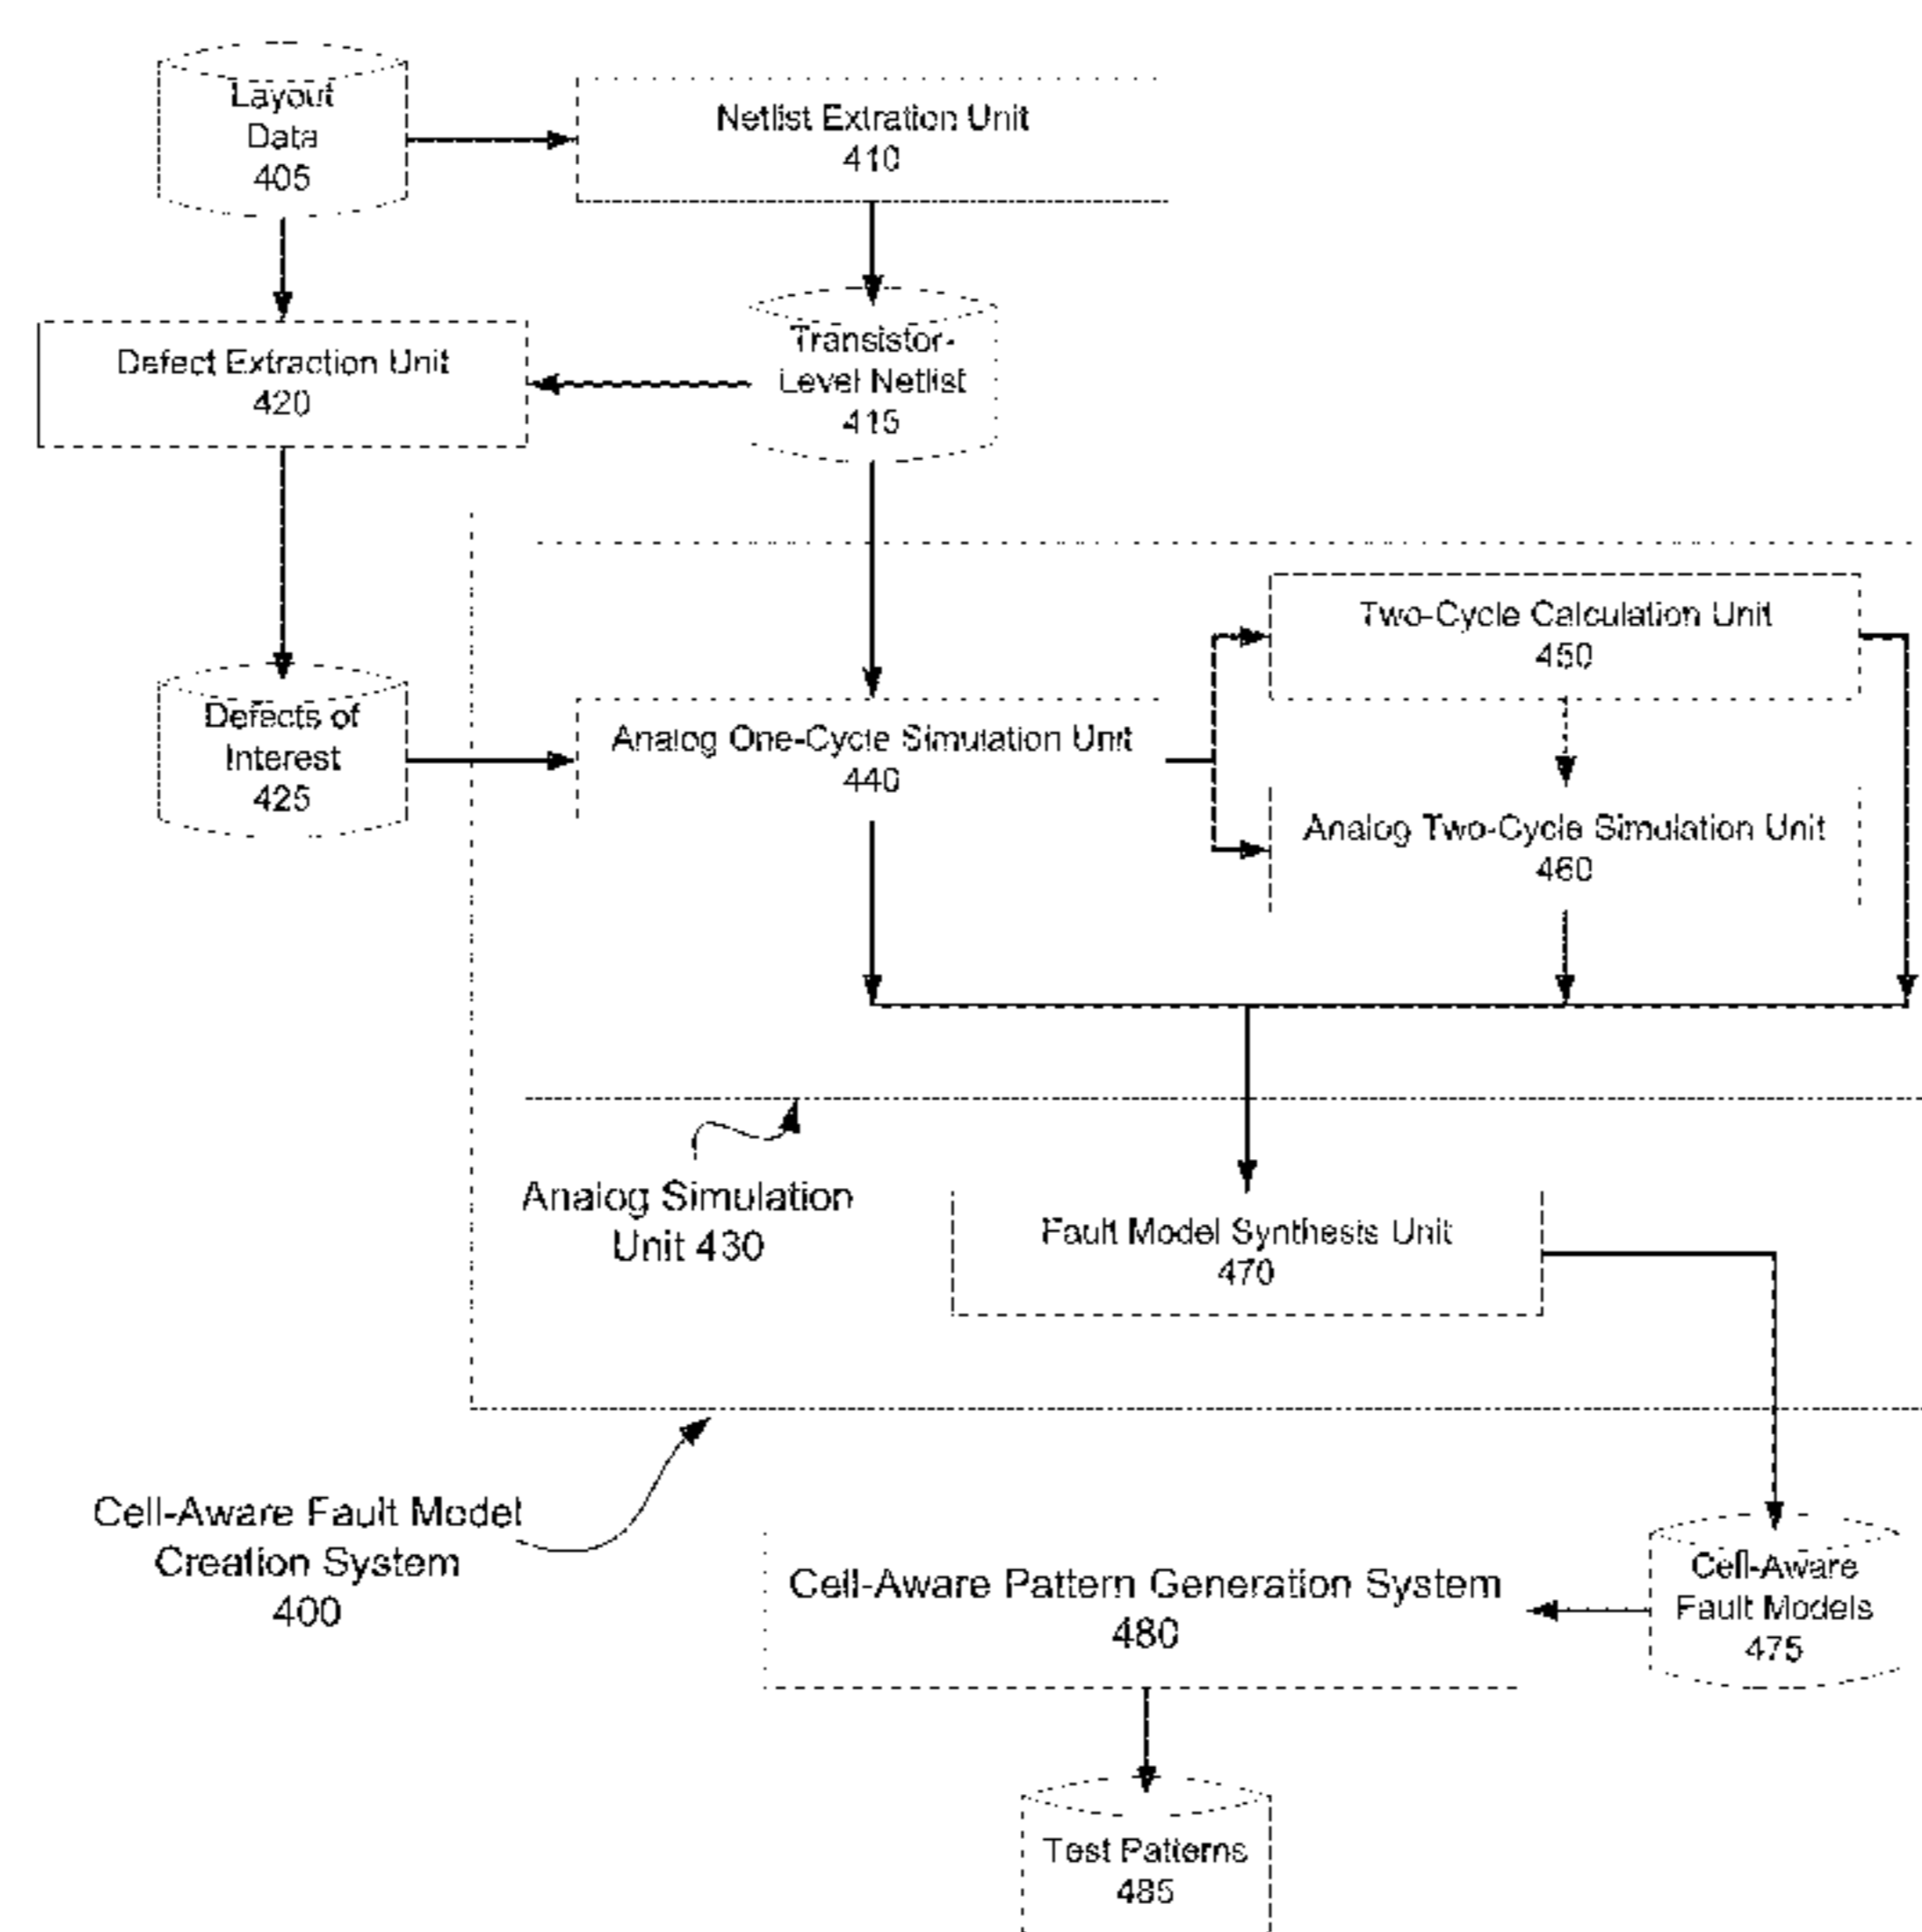 Layout
Data
405
Netlist Extration Unit
410
Transistor-
Level Netlist
415
Defect Extraction Unit
420
Two-Cycle Calculation Unit
450
Defects of
Interest
425
Analog One-Cycle Simulation Unit
440
Analog Two-Cycle Simulation Unit
460
Analog Simulation
Unit 430
Fault Model Synthesis Unit
470
Cell-Aware Fault Model
Creation System
400
Cell-Aware Pattern Generation System
480
Cell-Aware
Fault Models
475
Test Patterns
485